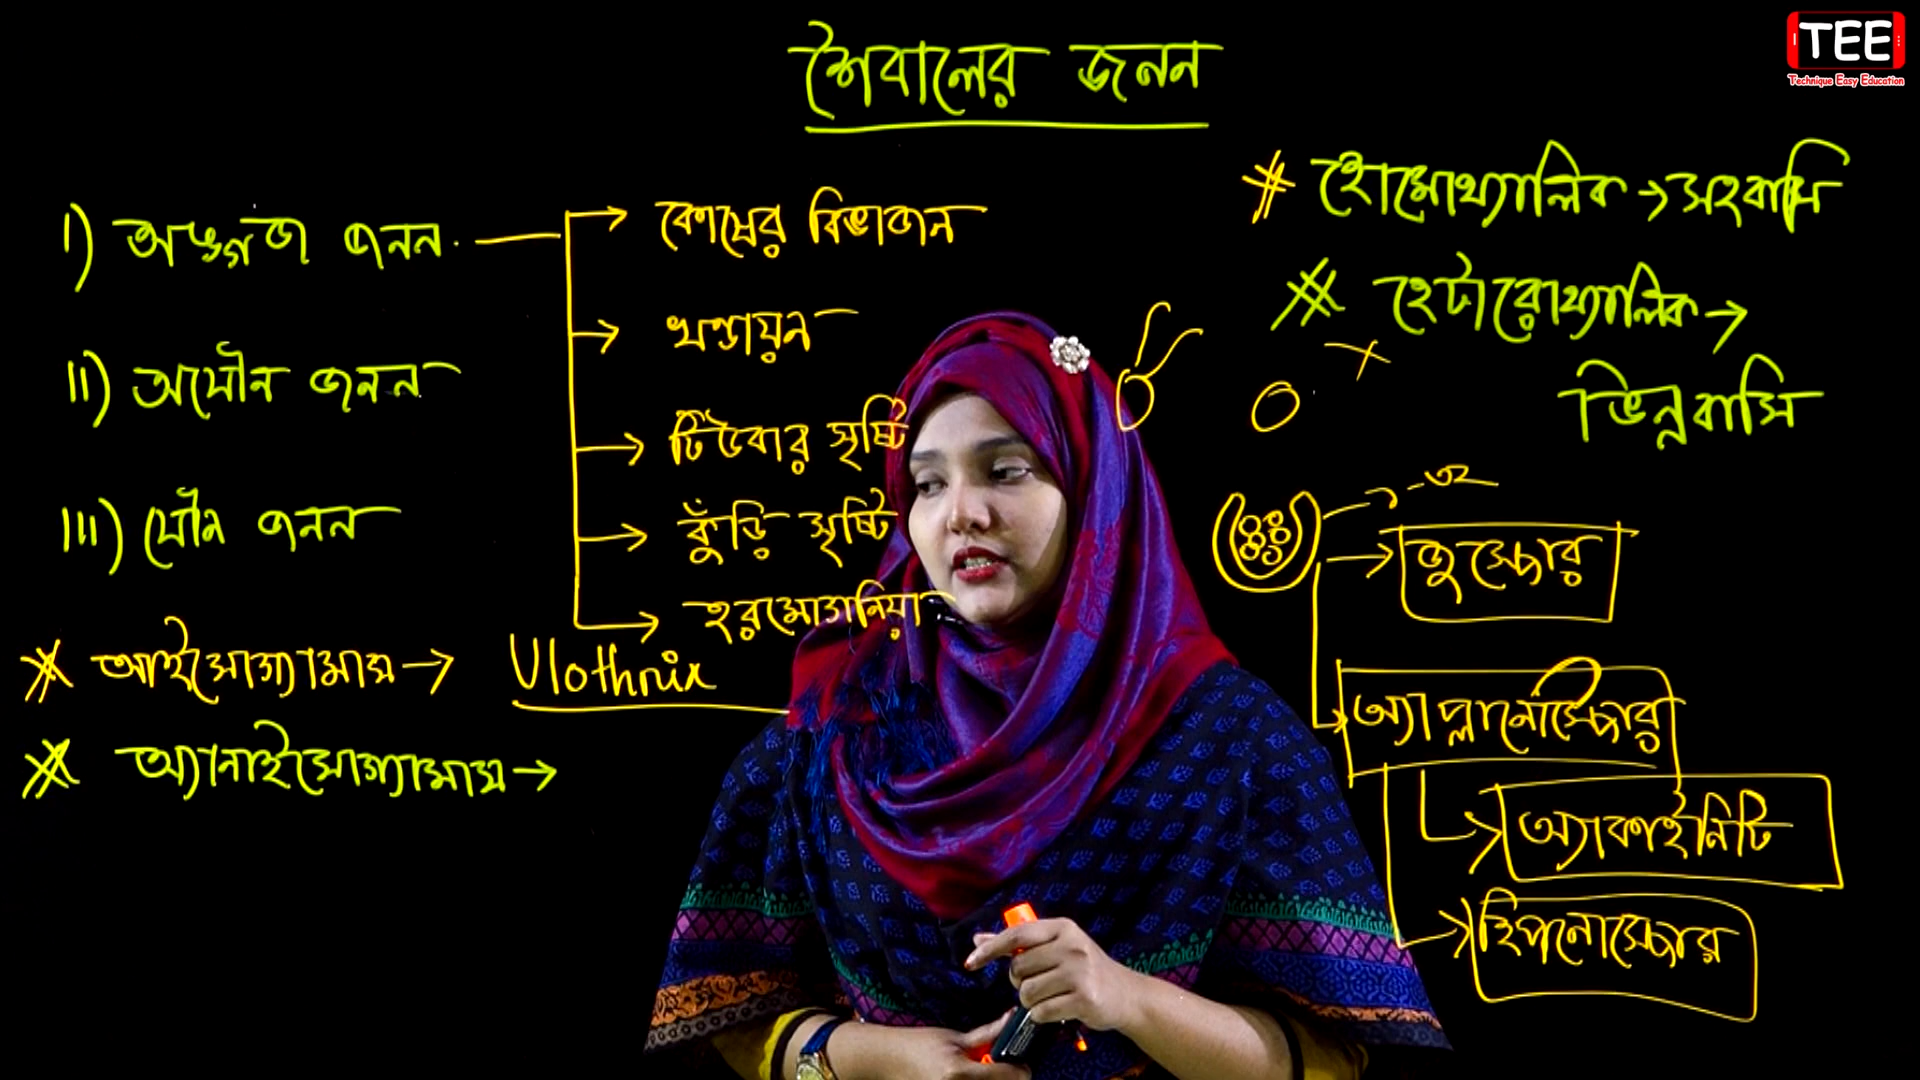 শৈবালের জনন
TEE
Technique Easy Education
I) অঙ্গজ জনন
কোষের বিভাজন
খণ্ডায়ন
টিউবার সৃষ্টি
কুঁড়ি সৃষ্টি
হরমোগোনিয়া
II) অযৌন জনন
III) যৌন জনন
* আইসোগ্যামাস → Ulothrix
* অ্যানাইসোগ্যামাস →
* হোমোথ্যালিক → সহবাসি
* হেটারোথ্যালিক →
ভিন্নবাসি
জুস্পোর
অ্যাপ্লানোস্পোর
অ্যাকাইনিটি
হিপনোস্পোর